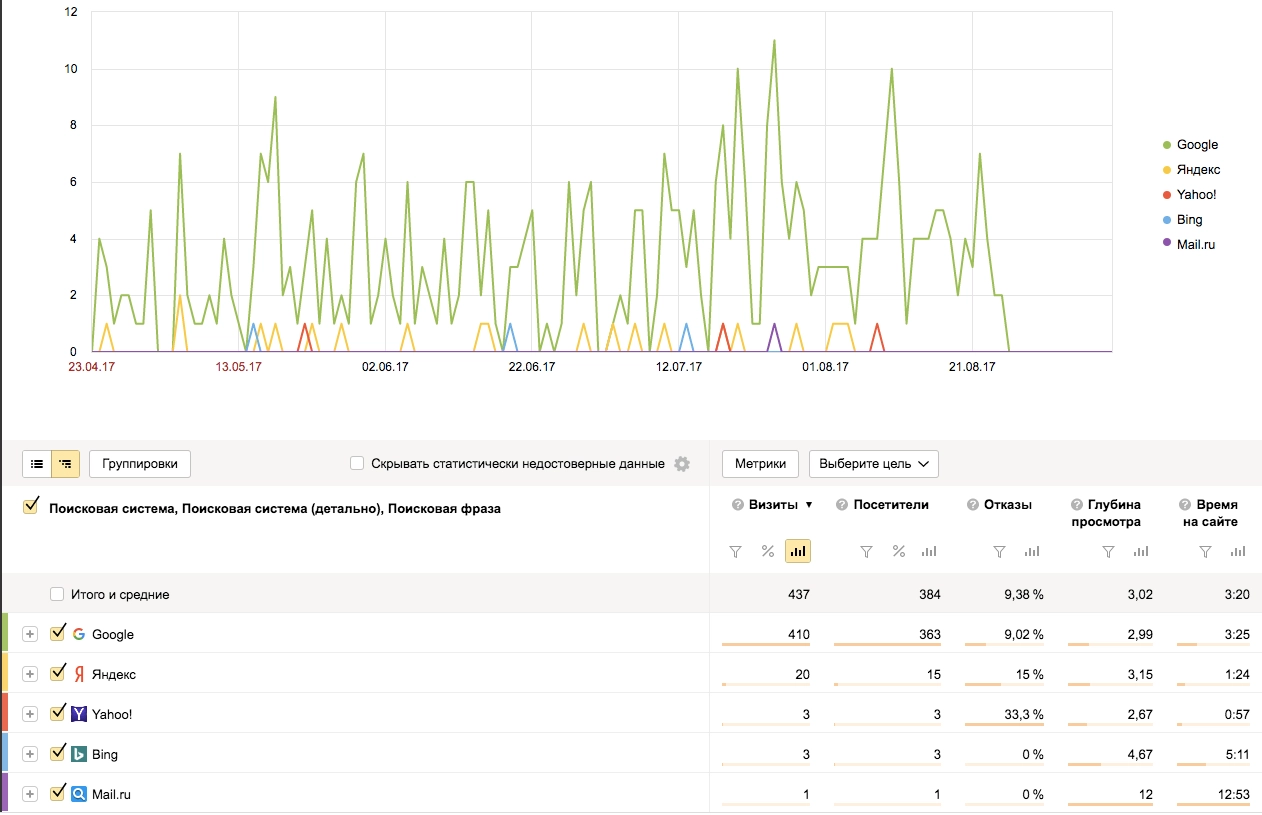 12
10
8
6
4
2
0
23.04.17 13.05.17 02.06.17 22.06.17 12.07.17 01.08.17 21.08.17
Google
Яндекс
Yahoo!
Bing
Mail.ru
Группировки Скрывать статистически недостоверные данные Метрики Выберите цель
Поисковая система, Поисковая система (детально), Поисковая фраза
? Визиты ▼ ? Посетители ? Отказы ? Глубина просмотра ? Время на сайте
% %
Итого и средние 437 384 9,38 % 3,02 3:20
Google 410 363 9,02 % 2,99 3:25
Яндекс 20 15 15 % 3,15 1:24
Yahoo! 3 3 33,3 % 2,67 0:57
Bing 3 3 0 % 4,67 5:11
Mail.ru 1 1 0 % 12 12:53